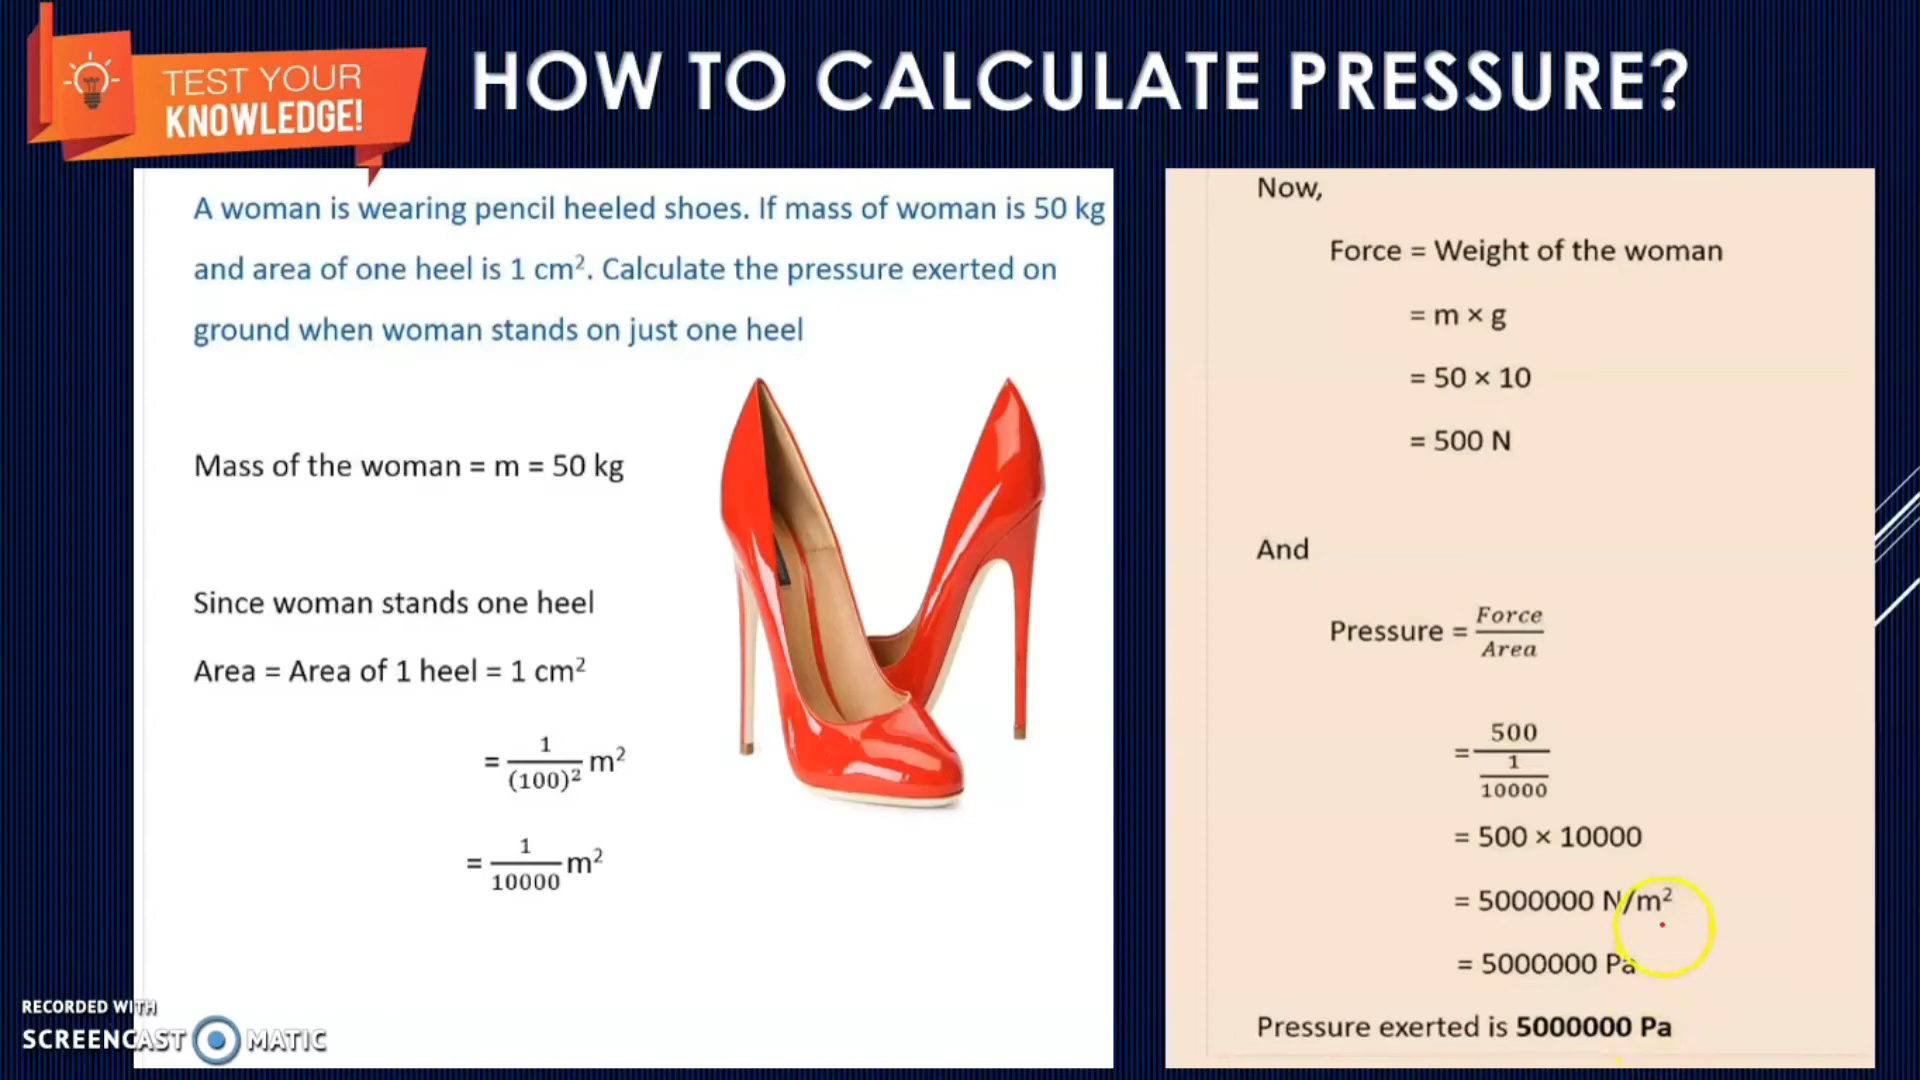 TEST YOUR
KNOWLEDGE!
HOW TO CALCULATE PRESSURE?
A woman is wearing pencil heeled shoes. If mass of woman is 50 kg
and area of one heel is 1 cm². Calculate the pressure exerted on
ground when woman stands on just one heel
Mass of the woman = m = 50 kg
Since woman stands one heel
Area = Area of 1 heel = 1 cm²
= 1/(100)² m²
= 1/10000 m²
Now,
Force = Weight of the woman
= m × g
= 50 × 10
= 500 N
And
Pressure = Force/Area
= 500/(1/10000)
= 500 × 10000
= 5000000 N/m²
= 5000000 Pa
Pressure exerted is 5000000 Pa
RECORDED WITH
SCREENCAST MATIC